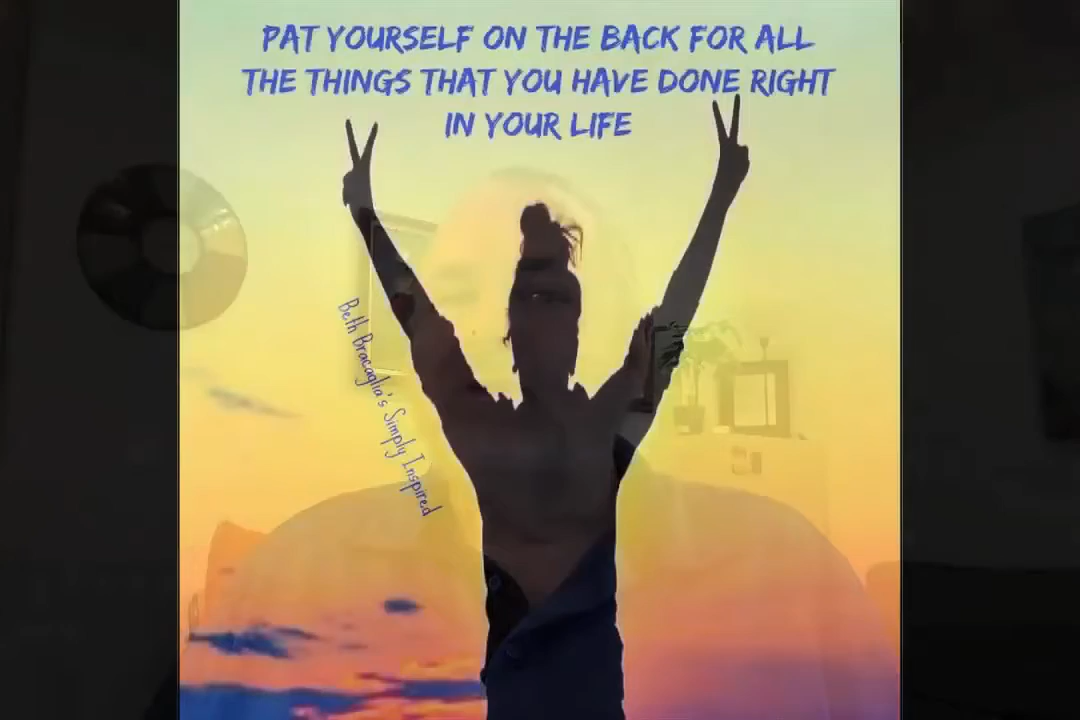 PAT YOURSELF ON THE BACK FOR ALL
THE THINGS THAT YOU HAVE DONE RIGHT
IN YOUR LIFE
Beth Bracaglia's Simply Inspired